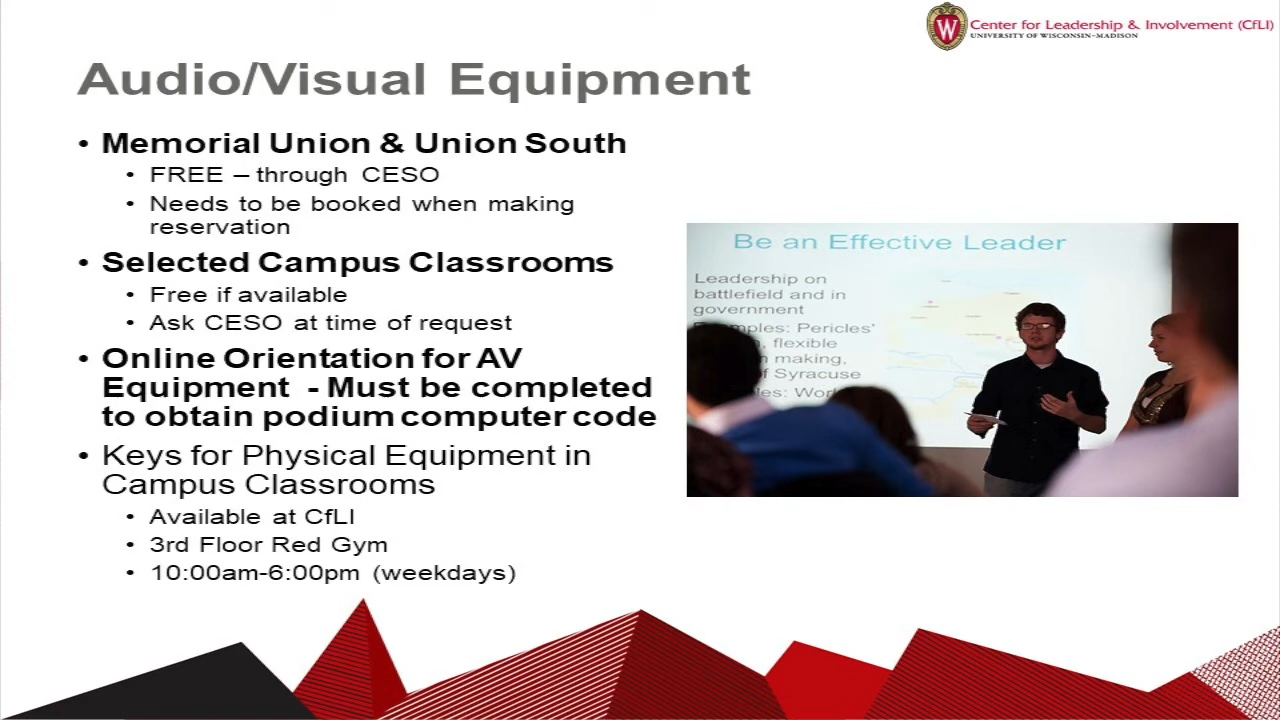 Center for Leadership & Involvement (CfLI)
UNIVERSITY OF WISCONSIN-MADISON
Audio/Visual Equipment
• Memorial Union & Union South
• FREE – through CESO
• Needs to be booked when making
reservation
• Selected Campus Classrooms
• Free if available
• Ask CESO at time of request
• Online Orientation for AV
Equipment - Must be completed
to obtain podium computer code
• Keys for Physical Equipment in
Campus Classrooms
• Available at CfLI
• 3rd Floor Red Gym
• 10:00am-6:00pm (weekdays)
Be an Effective Leader
Leadership on
battlefield and in
government
Pericles'
flexible
making,
of Syracuse